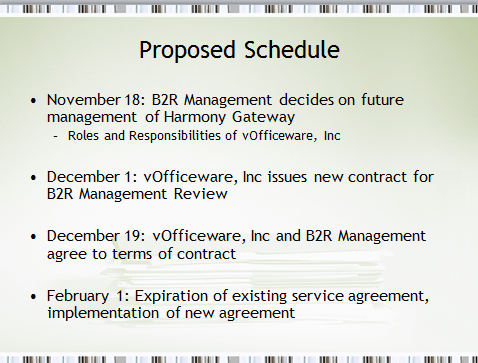 Proposed Schedule
• November 18: B2R Management decides on future
management of Harmony Gateway
– Roles and Responsibilities of vOfficeware, Inc
• December 1: vOfficeware, Inc issues new contract for
B2R Management Review
• December 19: vOfficeware, Inc and B2R Management
agree to terms of contract
• February 1: Expiration of existing service agreement,
implementation of new agreement